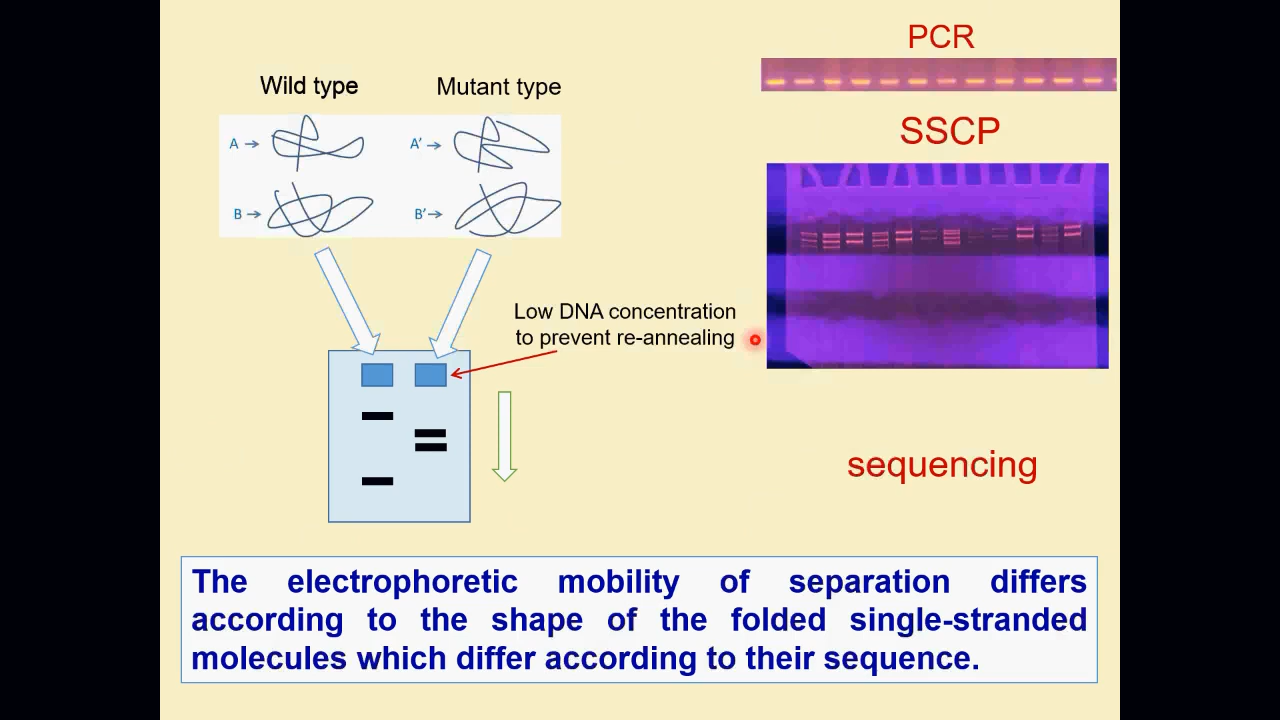 PCR
Wild type
Mutant type
SSCP
A
A′
B
B′
Low DNA concentration
to prevent re-annealing
sequencing
The electrophoretic mobility of separation differs
according to the shape of the folded single-stranded
molecules which differ according to their sequence.